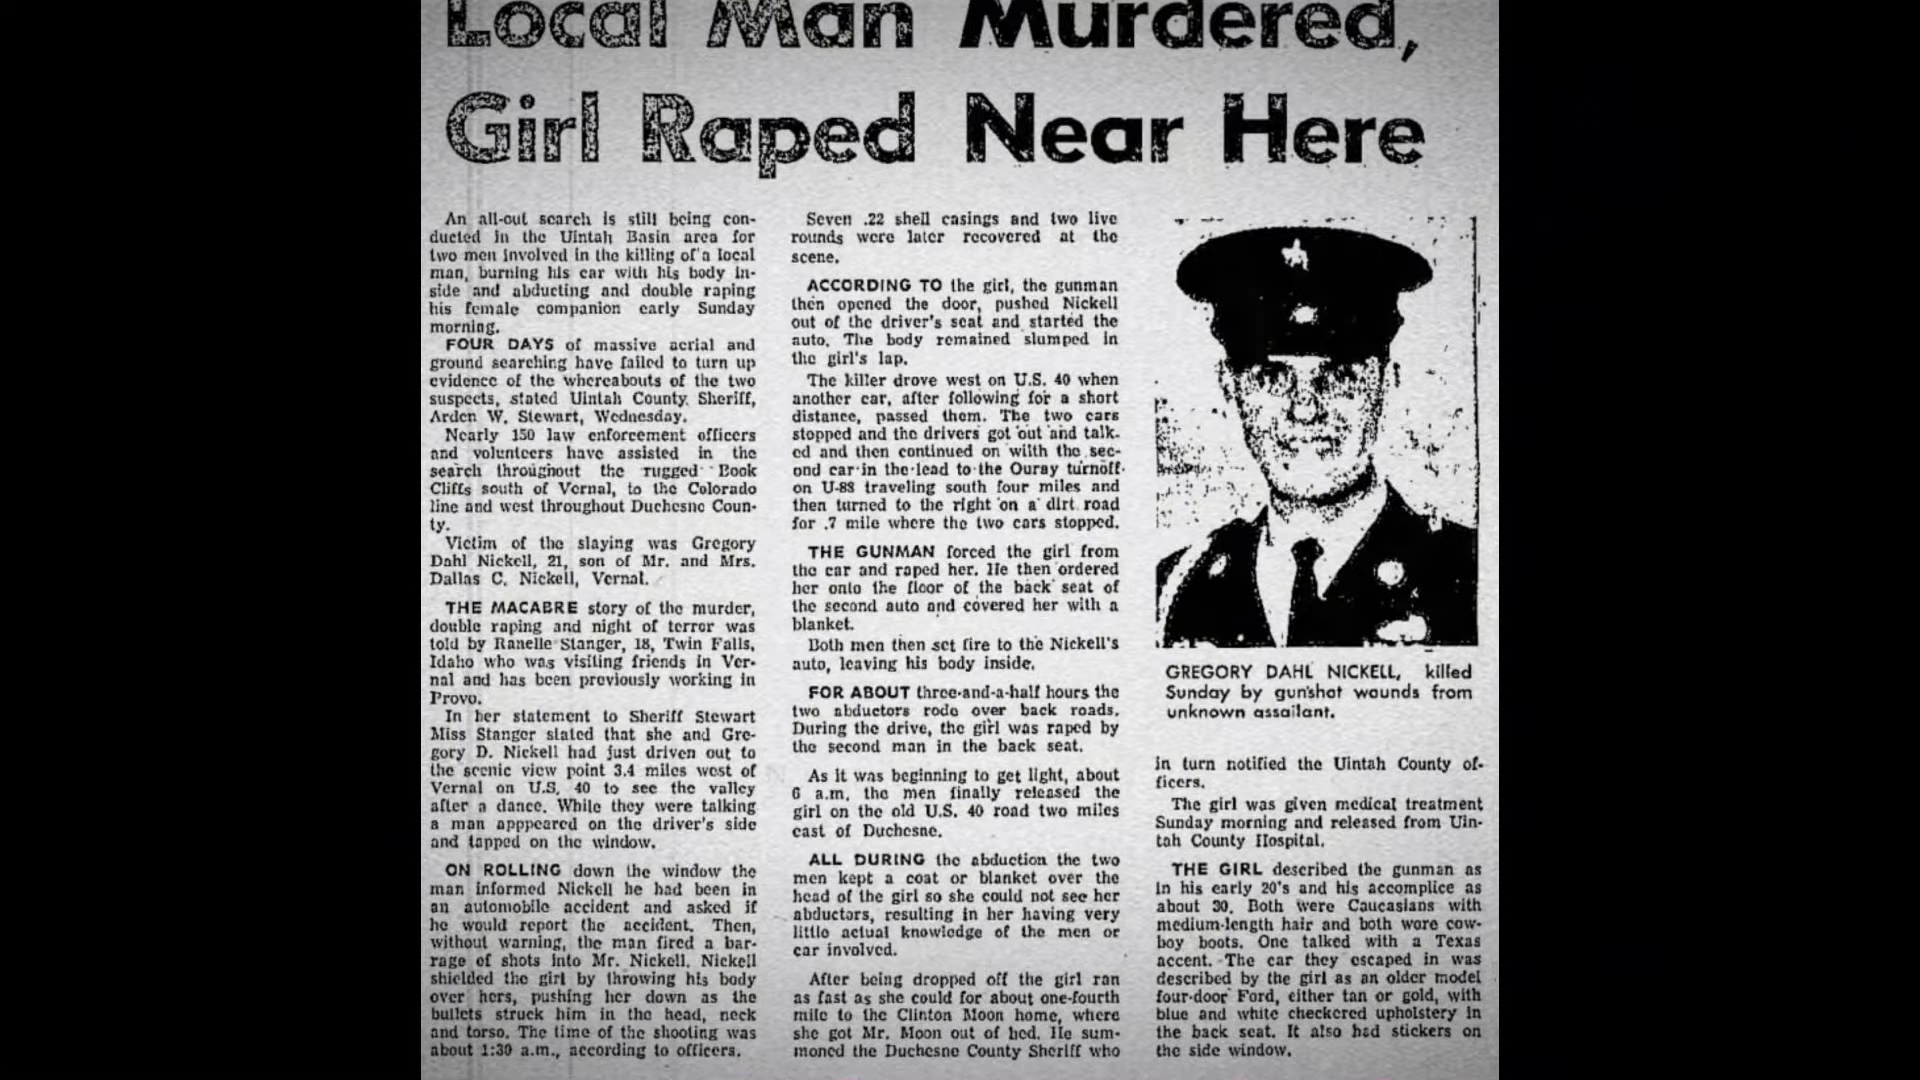 Local Man Murdered,
Girl Raped Near Here
An all-out search is still being con-
ducted in the Uintah Basin area for
two men involved in the killing of a local
man, burning his car with his body in-
side and abducting and double raping
his female companion early Sunday
morning.
FOUR DAYS of massive aerial and
ground searching have failed to turn up
evidence of the whereabouts of the two
suspects, stated Uintah County Sheriff,
Arden W. Stewart, Wednesday.
Nearly 150 law enforcement officers
and volunteers have assisted in the
search throughout the rugged Book
Cliffs south of Vernal, to the Colorado
line and west throughout Duchesne Coun-
ty.
Victim of the slaying was Gregory
Dahl Nickell, 21, son of Mr. and Mrs.
Dallas C. Nickell, Vernal.
THE MACABRE story of the murder,
double raping and night of terror was
told by Ranelle Stanger, 18, Twin Falls,
Idaho who was visiting friends in Ver-
nal and has been previously working in
Provo.
In her statement to Sheriff Stewart
Miss Stanger stated that she and Gre-
gory D. Nickell had just driven out to
the scenic view point 3.4 miles west of
Vernal on U.S. 40 to see the valley
after a dance. While they were talking
a man apppeared on the driver's side
and tapped on the window.
ON ROLLING down the window the
man informed Nickell he had been in
an automobile accident and asked if
he would report the accident. Then,
without warning, the man fired a bar-
rage of shots into Mr. Nickell. Nickell
shielded the girl by throwing his body
over hers, pushing her down as the
bullets struck him in the head, neck
and torso. The time of the shooting was
about 1:30 a.m., according to officers.
Seven .22 shell casings and two live
rounds were later recovered at the
scene.
ACCORDING TO the girl, the gunman
then opened the door, pushed Nickell
out of the driver's seat and started the
auto. The body remained slumped in
the girl's lap.
The killer drove west on U.S. 40 when
another car, after following for a short
distance, passed them. The two cars
stopped and the drivers got out and talk-
ed and then continued on wiith the sec-
ond car in the lead to the Ouray turnoff
on U-88 traveling south four miles and
then turned to the right on a dirt road
for .7 mile where the two cars stopped.
THE GUNMAN forced the girl from
the car and raped her. He then ordered
her onto the floor of the back seat of
the second auto and covered her with a
blanket.
Both men then set fire to the Nickell's
auto, leaving his body inside.
FOR ABOUT three-and-a-half hours the
two abductors rode over back roads.
During the drive, the girl was raped by
the second man in the back seat.
As it was beginning to get light, about
6 a.m. the men finally released the
girl on the old U.S. 40 road two miles
east of Duchesne.
ALL DURING the abduction the two
men kept a coat or blanket over the
head of the girl so she could not see her
abductors, resulting in her having very
little actual knowledge of the men or
car involved.
After being dropped off the girl ran
as fast as she could for about one-fourth
mile to the Clinton Moon home, where
she got Mr. Moon out of bed. He sum-
moned the Duchesne County Sheriff who
GREGORY DAHL NICKELL, killed
Sunday by gunshot wounds from
unknown assailant.
in turn notified the Uintah County of-
ficers.
The girl was given medical treatment
Sunday morning and released from Uin-
tah County Hospital.
THE GIRL described the gunman as
in his early 20's and his accomplice as
about 30. Both were Caucasians with
medium-length hair and both wore cow-
boy boots. One talked with a Texas
accent. The car they escaped in was
described by the girl as an older model
four-door Ford, either tan or gold, with
blue and white checkered upholstery in
the back seat. It also had stickers on
the side window.